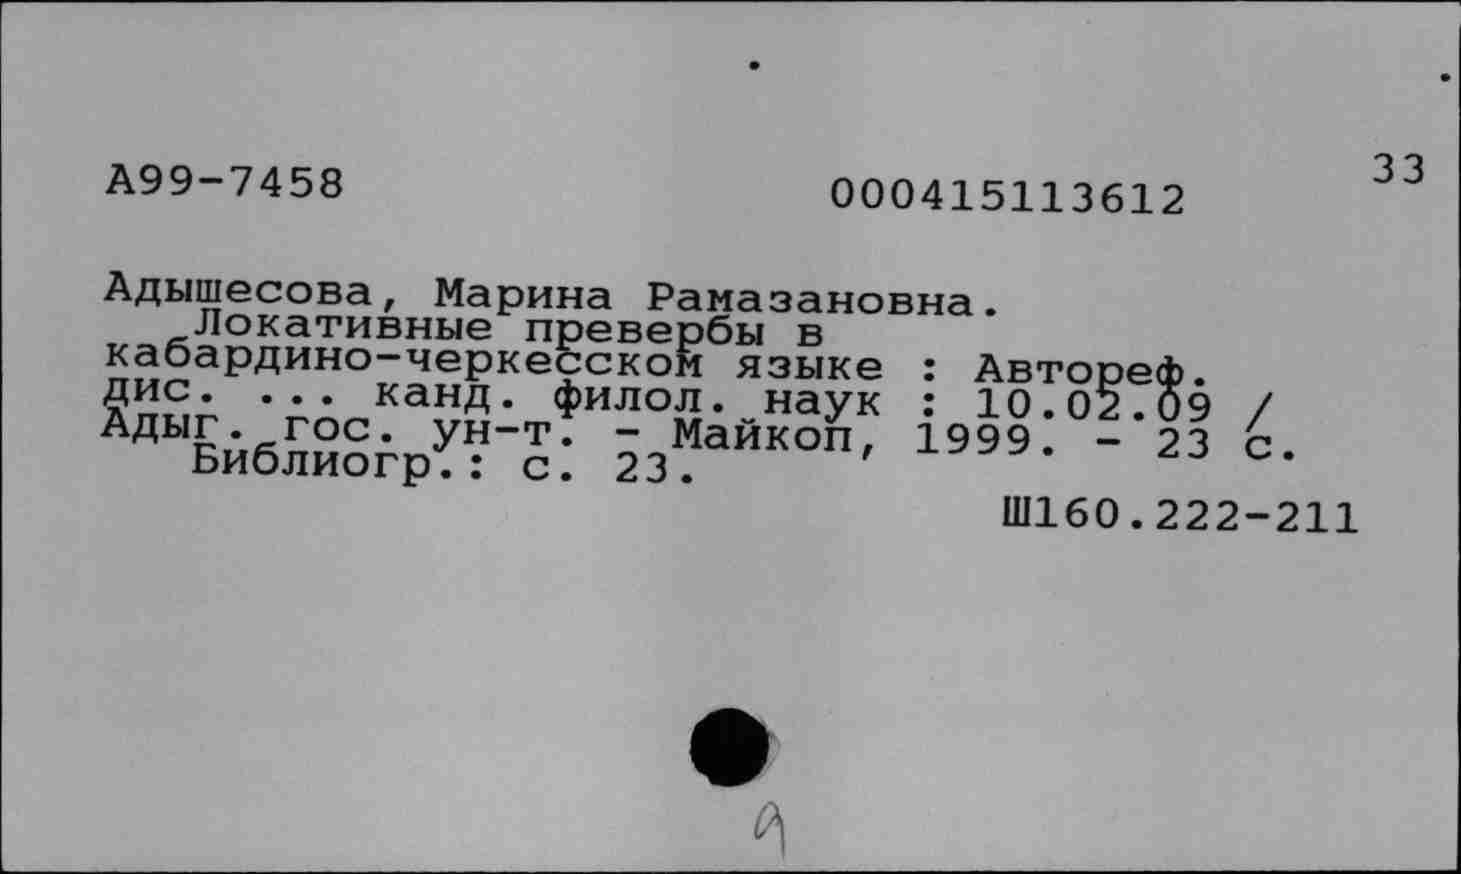 А99-7458 000415113612 33
Адышесова, Марина Рамазановна.
Локативные превербы в
кабардино-черкесском языке : Автореф.
дис. ... канд. филол. наук : 10.02.09 /
Адыг. гос. ун-т. - Майкоп, 1999. - 23 с.
Библиогр.: с. 23.
Ш160.222-211